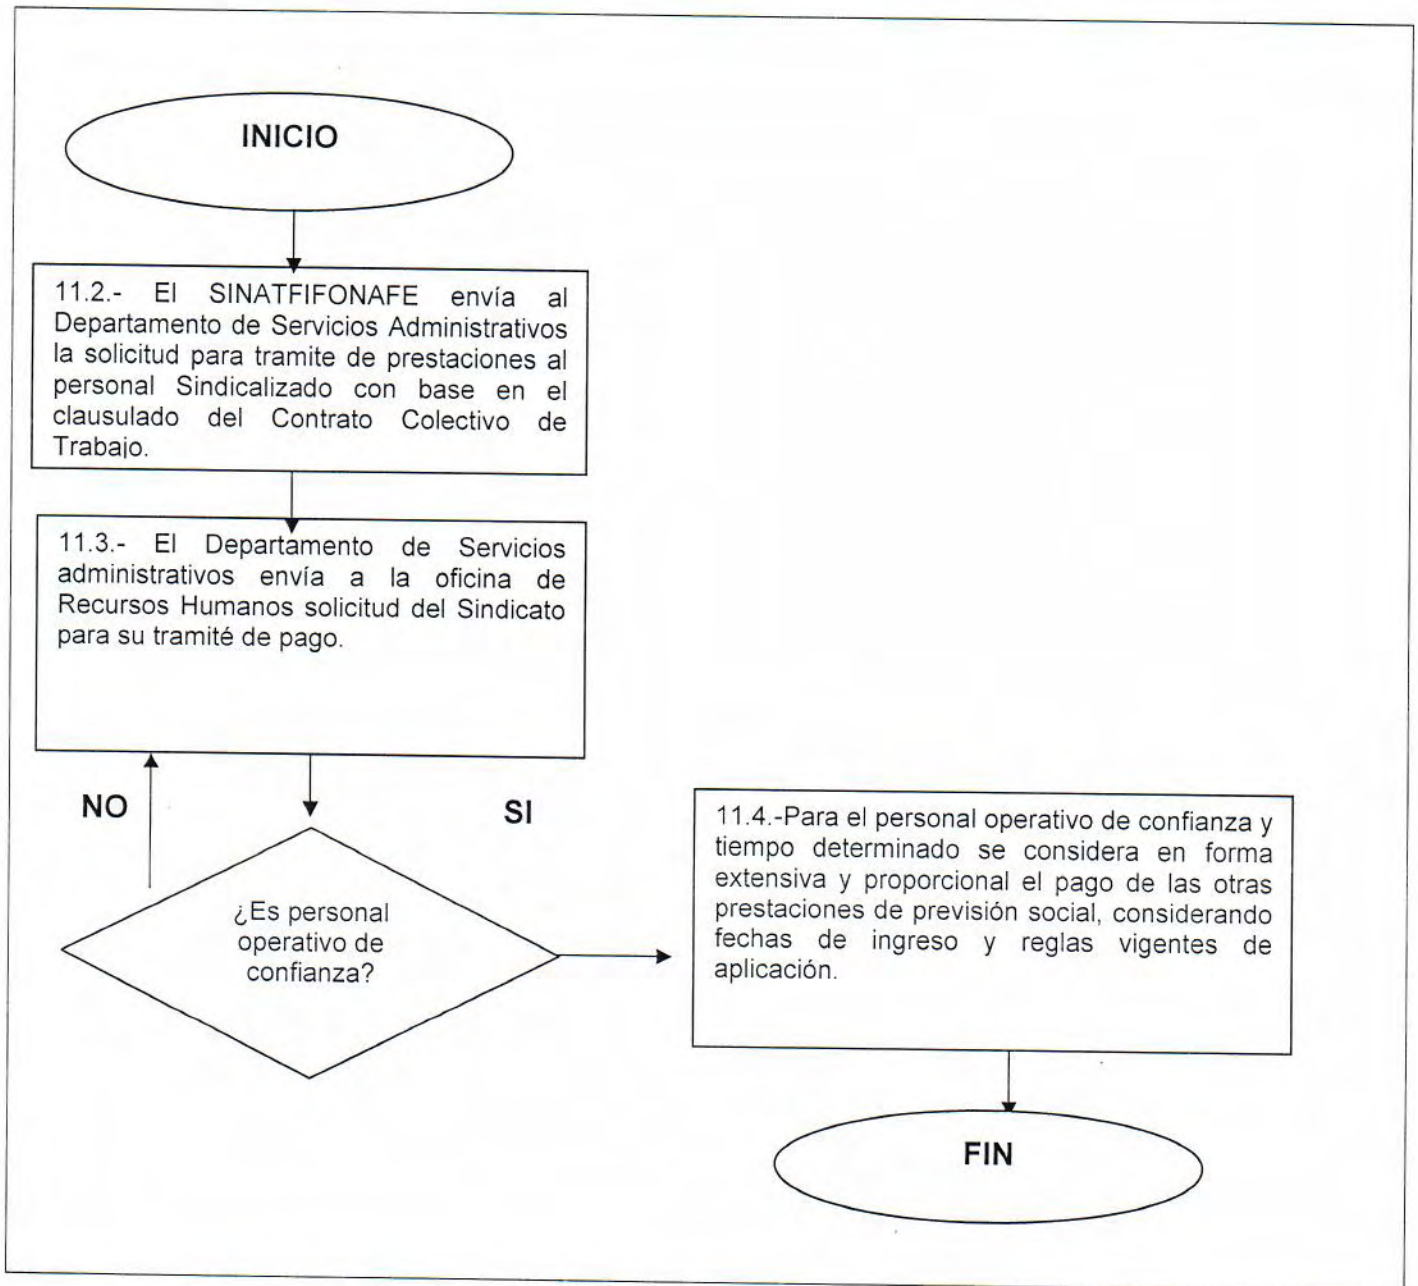 INICIO
11.2.- El SINATFIFONAFE envía al
Departamento de Servicios Administrativos
la solicitud para tramite de prestaciones al
personal Sindicalizado con base en el
clausulado del Contrato Colectivo de
Trabajo.
11.3.- El Departamento de Servicios
administrativos envía a la oficina de
Recursos Humanos solicitud del Sindicato
para su tramité de pago.
NO
SI
¿Es personal
operativo de
confianza?
11.4.-Para el personal operativo de confianza y
tiempo determinado se considera en forma
extensiva y proporcional el pago de las otras
prestaciones de previsión social, considerando
fechas de ingreso y reglas vigentes de
aplicación.
FIN